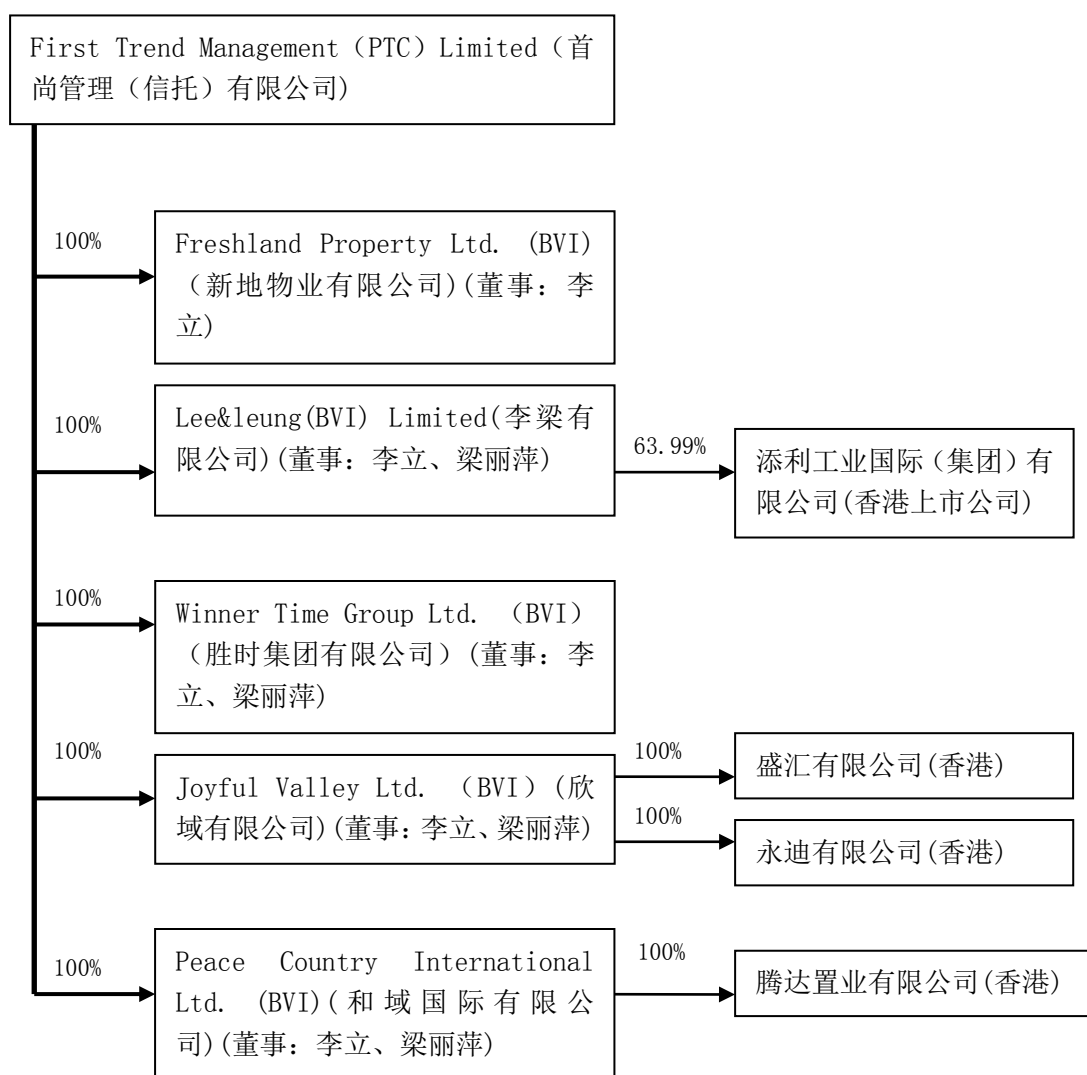 First Trend Management（PTC）Limited（首
尚管理（信托）有限公司)
100%
Freshland Property Ltd. (BVI)
（新地物业有限公司)(董事：李
立)
100%
Lee&leung(BVI) Limited(李梁有
限公司)(董事：李立、梁丽萍)
63.99%
添利工业国际（集团）有
限公司(香港上市公司)
100%
Winner Time Group Ltd. （BVI）
（胜时集团有限公司）(董事：李
立、梁丽萍)
100%
Joyful Valley Ltd. （BVI）(欣
域有限公司)(董事：李立、梁丽萍)
100%
盛汇有限公司(香港)
100%
永迪有限公司(香港)
100%
Peace Country International
Ltd. (BVI)(和域国际有限公
司)(董事：李立、梁丽萍)
100%
腾达置业有限公司(香港)